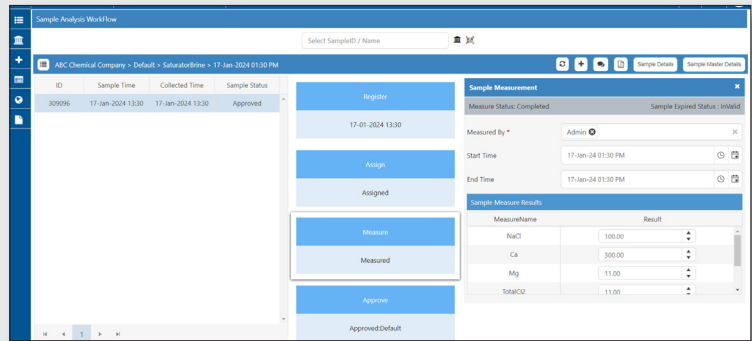 Sample Analysis WorkFlow
Select SampleID / Name
ABC Chemical Company > Default > SaturatorBrine > 17-Jan-2024 01:30 PM
Sample Details
Sample Master Details
ID Sample Time Collected Time Sample Status
309096 17-Jan-2024 13:30 17-Jan-2024 13:30 Approved
1
Register
17-01-2024 13:30
Assign
Assigned
Measure
Measured
Approve
Approved:Default
Sample Measurement
Measure Status: Completed Sample Expired Status : InValid
Measured By * Admin
Start Time 17-Jan-24 01:30 PM
End Time 17-Jan-24 01:30 PM
Sample Measure Results
MeasureName Result
NaCl 100.00
Ca 300.00
Mg 11.00
TotalCl2 11.00